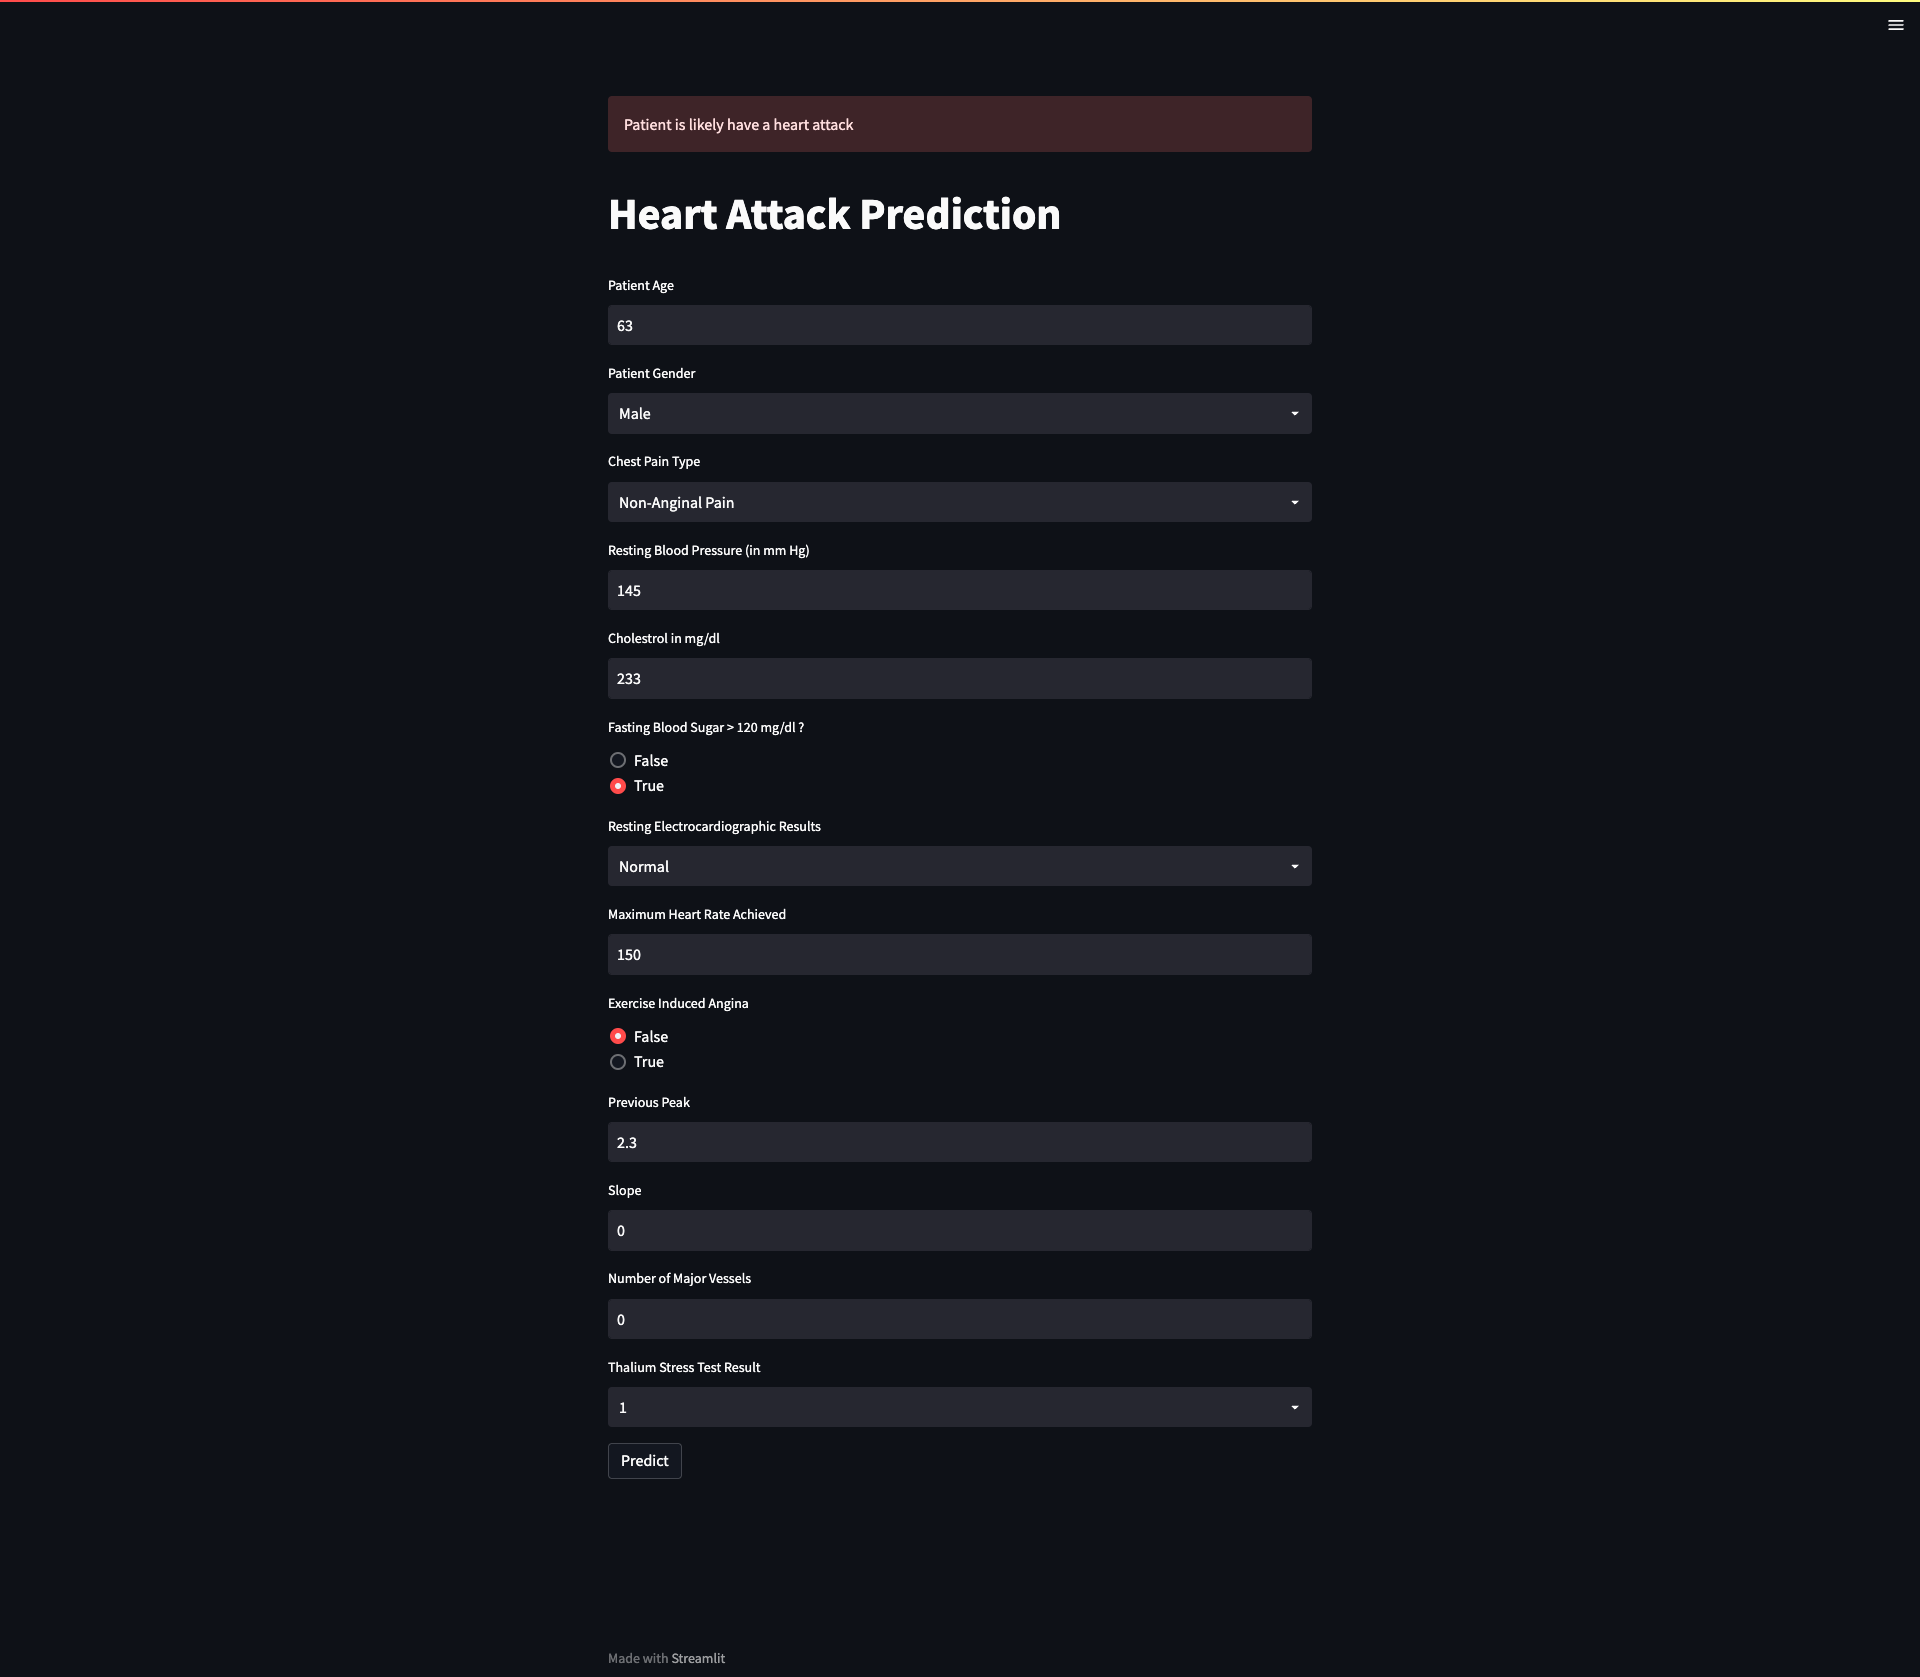 Patient is likely have a heart attack
Heart Attack Prediction
Patient Age
63
Patient Gender
Male
Chest Pain Type
Non-Anginal Pain
Resting Blood Pressure (in mm Hg)
145
Cholestrol in mg/dl
233
Fasting Blood Sugar > 120 mg/dl ?
False
True
Resting Electrocardiographic Results
Normal
Maximum Heart Rate Achieved
150
Exercise Induced Angina
False
True
Previous Peak
2.3
Slope
0
Number of Major Vessels
0
Thalium Stress Test Result
1
Predict
Made with Streamlit